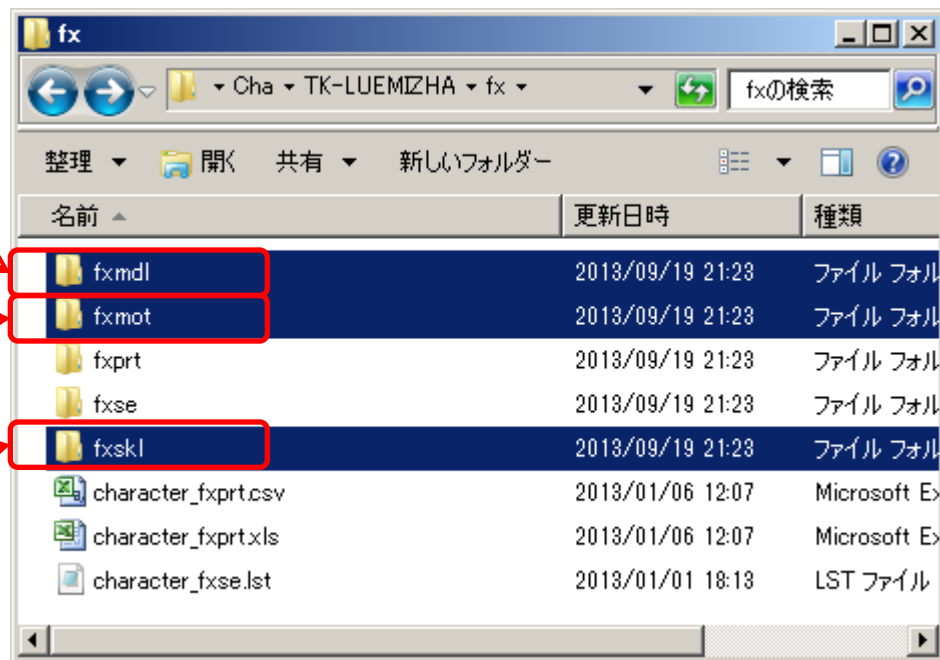 fx
Cha TK-LUEMIZHA fx fxの検索
整理 開く 共有 新しいフォルダー
名前 更新日時 種類
fxmdl 2013/09/19 21:23 ファイル フォル
fxmot 2013/09/19 21:23 ファイル フォル
fxprt 2013/09/19 21:23 ファイル フォル
fxse 2013/09/19 21:23 ファイル フォル
fxskl 2013/09/19 21:23 ファイル フォル
character_fxprt.csv 2013/01/06 12:07 Microsoft Ex
character_fxprt.xls 2013/01/06 12:07 Microsoft Ex
character_fxse.lst 2013/01/01 18:13 LST ファイル